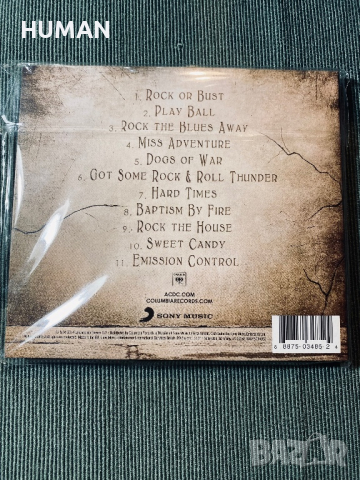 HUMAN
1. ROCK OR BUST
2. PLAY BALL
3. ROCK THE BLUES AWAY
4. MISS ADVENTURE
5. DOGS OF WAR
6. GOT SOME ROCK & ROLL THUNDER
7. HARD TIMES
8. BAPTISM BY FIRE
9. ROCK THE HOUSE
10. SWEET CANDY
11. EMISSION CONTROL
ACDC.COM
COLUMBIARECORDS.COM
SONY MUSIC
8 8875-03485-2 4
BAZAR